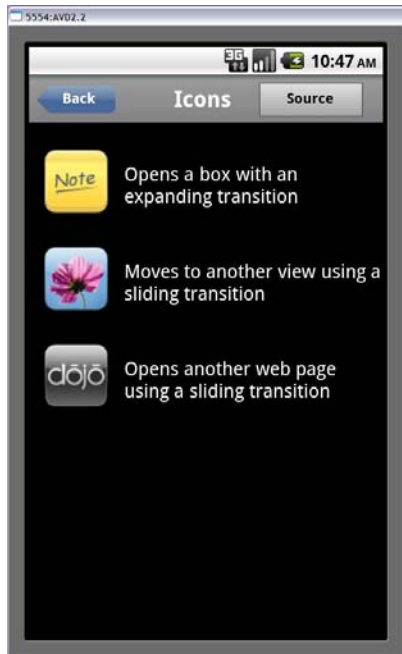 5554:AVD2.2
3G 10:47 AM
Back Icons Source
Note
Opens a box with an
expanding transition
Moves to another view using a
sliding transition
dōjō
Opens another web page
using a sliding transition